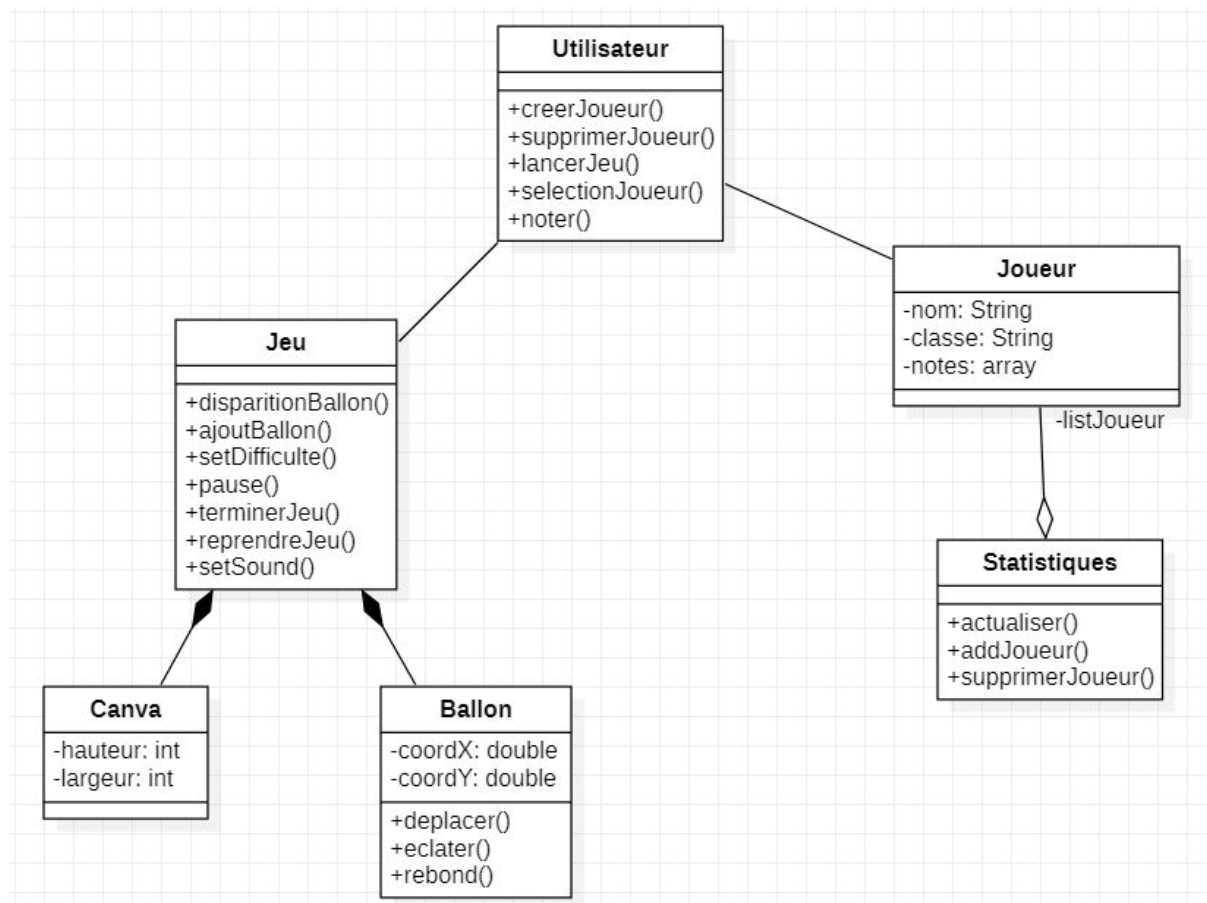 Utilisateur
+creerJoueur()
+supprimerJoueur()
+lancerJeu()
+selectionJoueur()
+noter()
Joueur
-nom: String
-classe: String
-notes: array
-listJoueur
Jeu
+disparitionBallon()
+ajoutBallon()
+setDifficulte()
+pause()
+terminerJeu()
+reprendreJeu()
+setSound()
Statistiques
+actualiser()
+addJoueur()
+supprimerJoueur()
Canva
-hauteur: int
-largeur: int
Ballon
-coordX: double
-coordY: double
+deplacer()
+eclater()
+rebond()